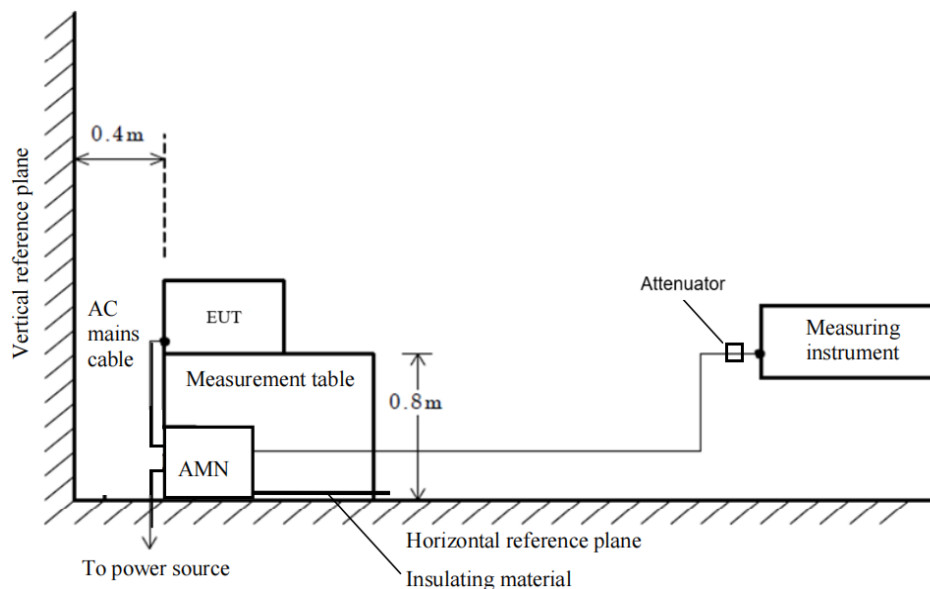 Vertical reference plane
0.4m
AC
mains
cable
EUT
Measurement table
0.8m
AMN
Attenuator
Measuring
instrument
Horizontal reference plane
To power source
Insulating material